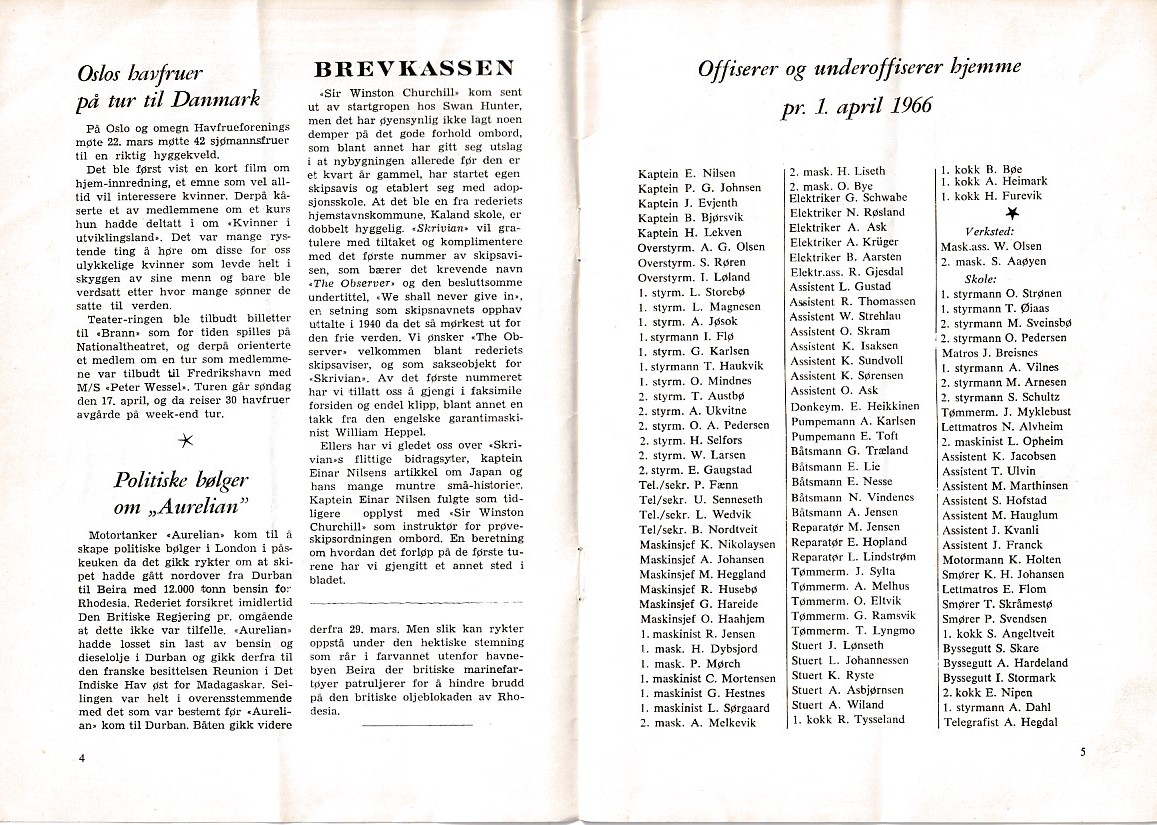 Oslos havfruer
på tur til Danmark
På Oslo og omegn Havfrueforenings
møte 22. mars møtte 42 sjømannsfruer
til en riktig hyggekveld.
Det ble først vist en kort film om
hjem-innredning, et emne som vel all-
tid vil interessere kvinner. Derpå kå-
serte et av medlemmene om et kurs
hun hadde deltatt i om «Kvinner i
utviklingsland». Det var mange rys-
tende ting å høre om disse for oss
ulykkelige kvinner som levde helt i
skyggen av sine menn og bare ble
verdsatt etter hvor mange sønner de
satte til verden.
Teater-ringen ble tilbudt billetter
til «Brann» som for tiden spilles på
Nationaltheatret, og derpå orienterte
et medlem om en tur som medlemme-
ne var tilbudt til Fredrikshavn med
M/S «Peter Wessel». Turen går søndag
den 17. april, og da reiser 30 havfruer
avgårde på week-end tur.
Politiske bølger
om „Aurelian”
Motortanker «Aurelian» kom til å
skape politiske bølger i London i pås-
keuken da det gikk rykter om at ski-
pet hadde gått nordover fra Durban
til Beira med 12.000 tonn bensin for
Rhodesia. Rederiet forsikret imidlertid
Den Britiske Regjering pr. omgående
at dette ikke var tilfelle. «Aurelian»
hadde losset sin last av bensin og
dieselolje i Durban og gikk derfra til
den franske besittelsen Reunion i Det
Indiske Hav øst for Madagaskar. Sei-
lingen var helt i overensstemmende
med det som var bestemt før «Aureli-
an» kom til Durban. Båten gikk videre
4
BREVKASSEN
«Sir Winston Churchill» kom sent
ut av startgropen hos Swan Hunter,
men det har øyensynlig ikke lagt noen
demper på det gode forhold ombord,
som blant annet har gitt seg utslag
i at nybygningen allerede før den er
et kvart år gammel, har startet egen
skipsavis og etablert seg med adop-
sjonsskole. At det ble en fra rederiets
hjemstavnskommune, Kaland skole, er
dobbelt hyggelig. «Skrivian» vil gra-
tulere med tiltaket og komplimentere
med det første nummer av skipsavi-
sen, som bærer det krevende navn
«The Observer» og den besluttsomme
undertittel, «We shall never give in»,
en setning som skipsnavnets opphav
uttalte i 1940 da det så mørkest ut for
den frie verden. Vi ønsker «The Ob-
server» velkommen blant rederiets
skipsaviser, og som sakseobjekt for
«Skrivian». Av det første nummeret
har vi tillatt oss å gjengi i faksimile
forsiden og endel klipp, blant annet en
takk fra den engelske garantimaski-
nist William Heppel.
Ellers har vi gledet oss over «Skri-
vian»s flittige bidragsyter, kaptein
Einar Nilsens artikkel om Japan og
hans mange muntre små-historier.
Kaptein Einar Nilsen fulgte som tid-
ligere opplyst med «Sir Winston
Churchill» som instruktør for prøve-
skipsordningen ombord. En beretning
om hvordan det forløp på de første tu-
rene har vi gjengitt et annet sted i
bladet.
derfra 29. mars. Men slik kan rykter
oppstå under den hektiske stemning
som rår i farvannet utenfor havne-
byen Beira der britiske marinefar-
tøyer patruljerer for å hindre brudd
på den britiske oljeblokaden av Rho-
desia.
Offiserer og underoffiserer hjemme
pr. 1. april 1966
Kaptein E. Nilsen
Kaptein P. G. Johnsen
Kaptein J. Evjenth
Kaptein B. Bjørsvik
Kaptein H. Lekven
Overstyrm. A. G. Olsen
Overstyrm. S. Røren
Overstyrm. I. Løland
1. styrm. L. Storebø
1. styrm. L. Magnesen
1. styrm. A. Jøsok
1. styrmann I. Flø
1. styrm. G. Karlsen
1. styrmann T. Haukvik
1. styrm. O. Mindnes
2. styrm. T. Austbø
2. styrm. A. Ukvitne
2. styrm. O. A. Pedersen
2. styrm. H. Selfors
2. styrm. W. Larsen
2. styrm. E. Gaugstad
Tel./sekr. P. Fænn
Tel/sekr. U. Senneseth
Tel./sekr. L. Wedvik
Tel/sekr. B. Nordtveit
Maskinsjef K. Nikolaysen
Maskinsjef A. Johansen
Maskinsjef M. Heggland
Maskinsjef R. Husebø
Maskinsjef G. Hareide
Maskinsjef O. Haahjem
1. maskinist R. Jensen
1. mask. H. Dybsjord
1. mask. P. Mørch
1. maskinist C. Mortensen
1. maskinist G. Hestnes
1. maskinist L. Sørgaard
2. mask. A. Melkevik
2. mask. H. Liseth
2. mask. O. Bye
Elektriker G. Schwabe
Elektriker N. Røsland
Elektriker A. Ask
Elektriker A. Krüger
Elektriker B. Aarsten
Elektr.ass. R. Gjesdal
Assistent L. Gustad
Assistent R. Thomassen
Assistent W. Strehlau
Assistent O. Skram
Assistent K. Isaksen
Assistent K. Sundvoll
Assistent K. Sørensen
Assistent O. Ask
Donkeym. E. Heikkinen
Pumpemann A. Karlsen
Pumpemann E. Toft
Båtsmann G. Træland
Båtsmann E. Lie
Båtsmann E. Nesse
Båtsmann N. Vindenes
Båtsmann A. Jensen
Reparatør M. Jensen
Reparatør E. Hopland
Reparatør L. Lindstrøm
Tømmerm. J. Sylta
Tømmerm. A. Melhus
Tømmerm. O. Eltvik
Tømmerm. G. Ramsvik
Tømmerm. T. Lyngmo
Stuert J. Lønseth
Stuert L. Johannessen
Stuert K. Ryste
Stuert A. Asbjørnsen
Stuert A. Wiland
1. kokk R. Tysseland
1. kokk B. Bøe
1. kokk A. Heimark
1. kokk H. Furevik
Verksted:
Mask.ass. W. Olsen
2. mask. S. Aaøyen
Skole:
1. styrmann O. Strønen
1. styrmann T. Øiaas
2. styrmann M. Sveinsbø
2. styrmann O. Pedersen
Matros J. Breisnes
1. styrmann A. Vilnes
2. styrmann M. Arnesen
2. styrmann S. Schultz
Tømmerm. J. Myklebust
Lettmatros N. Alvheim
2. maskinist L. Opheim
Assistent K. Jacobsen
Assistent T. Ulvin
Assistent M. Marthinsen
Assistent S. Hofstad
Assistent M. Hauglum
Assistent J. Kvanli
Assistent J. Franck
Motormann K. Holten
Smører K. H. Johansen
Lettmatros E. Flom
Smører T. Skråmestø
Smører P. Svendsen
1. kokk S. Angeltveit
Byssegutt S. Skare
Byssegutt A. Hardeland
Byssegutt I. Stormark
2. kokk E. Nipen
1. styrmann A. Dahl
Telegrafist A. Hegdal
5